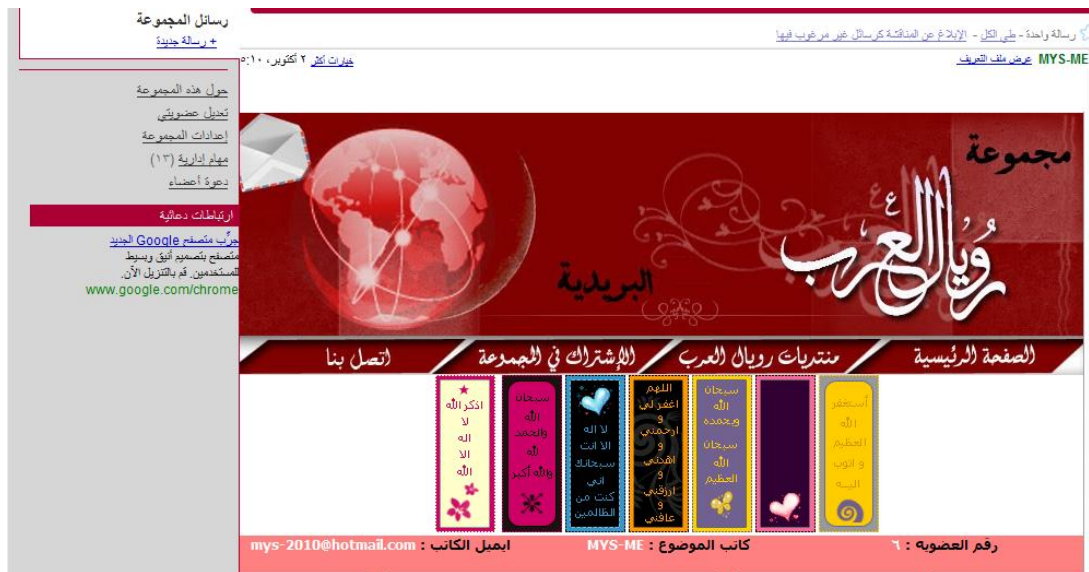 رسائل المجموعة
+ رسالة جديدة
حول هذه المجموعة
تعديل عضويتي
إعدادات المجموعة
مهام إدارية (١٣)
دعوة أعضاء
ارتباطات دعائية
جرِّب متصفح Google الجديد
متصفح بتصميم أنيق وبسيط
للمستخدمين. قم بالتنزيل الآن.
www.google.com/chrome
رسالة واحدة - طي الكل - الإبلاغ عن المناقشة كرسائل غير مرغوب فيها
MYS-ME عرض ملف التعريف
خيارات أكثر ٢ أكتوبر، ٥:١٠
مجموعة
رويال العرب
البريدية
الصفحة الرئيسية
منتديات رويال العرب
الإشتراك في المجموعة
اتصل بنا
أستغفر
الله
العظيم
و اتوب
اليـه
سبحان
الله
وبحمده
سبحان
الله
العظيم
اللهم
اغفر لي
و
ارحمني
و
اهدني
و
ارزقني
و
عافني
لا اله
الا انت
سبحانك
اني
كنت من
الظالمين
سبحان
الله
والحمد
لله
والله أكبر
اذكر الله
لا
اله
الا
الله
رقم العضويه : ٦
كاتب الموضوع : MYS-ME
ايميل الكاتب : mys-2010@hotmail.com